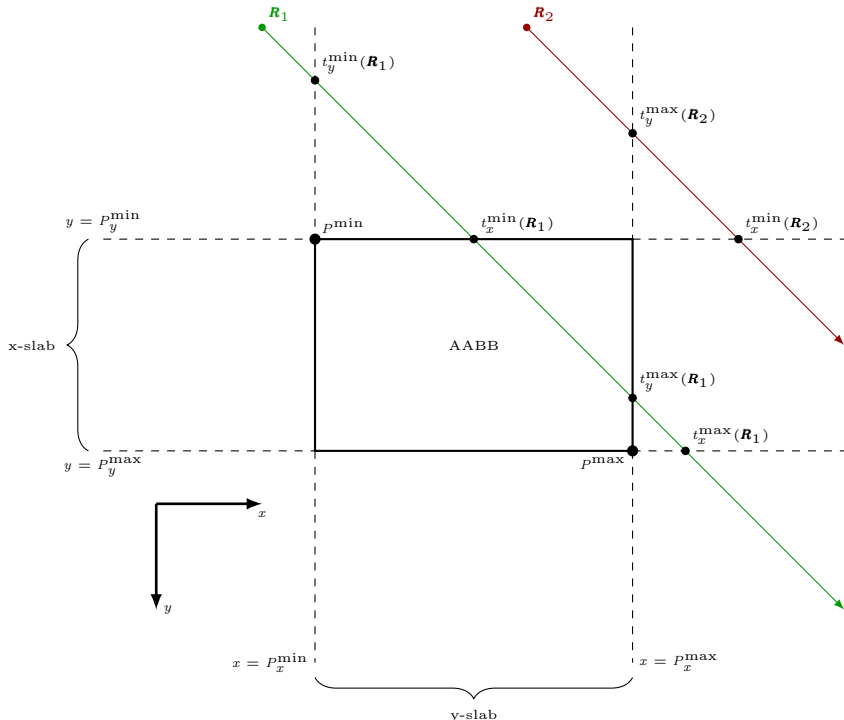 R₁
R₂
t_y^min(R₁)
t_y^max(R₂)
y = P_y^min
P^min
t_x^min(R₁)
t_x^min(R₂)
x-slab
AABB
t_y^max(R₁)
t_x^max(R₁)
y = P_y^max
P^max
x
y
x = P_x^min
x = P_x^max
y-slab